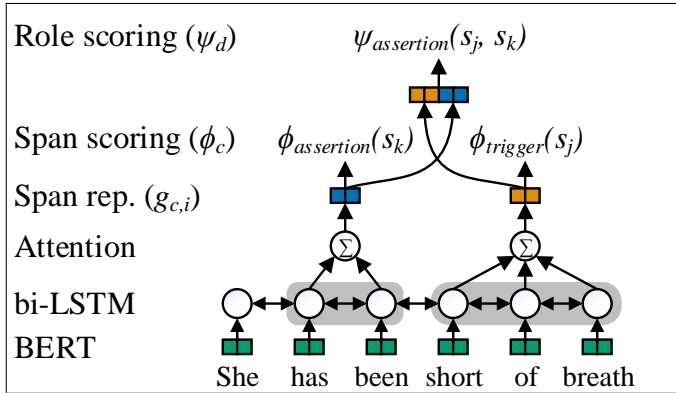 Role scoring (ψd) ψassertion(sj, sk)
Span scoring (ϕc) ϕassertion(sk) ϕtrigger(sj)
Span rep. (gc,i)
Attention Σ Σ
bi-LSTM
BERT
She has been short of breath